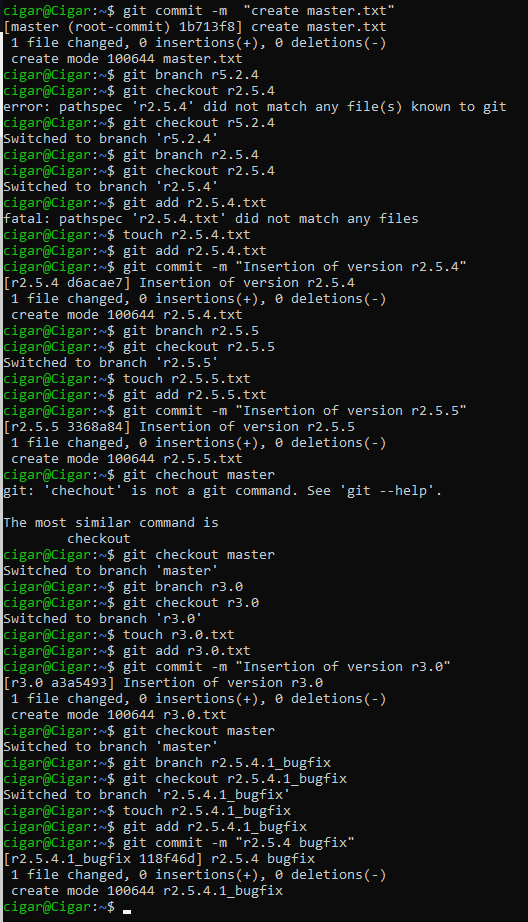 cigar@Cigar:~$ git commit -m  "create master.txt"
[master (root-commit) 1b713f8] create master.txt
 1 file changed, 0 insertions(+), 0 deletions(-)
 create mode 100644 master.txt
cigar@Cigar:~$ git branch r5.2.4
cigar@Cigar:~$ git checkout r2.5.4
error: pathspec 'r2.5.4' did not match any file(s) known to git
cigar@Cigar:~$ git checkout r5.2.4
Switched to branch 'r5.2.4'
cigar@Cigar:~$ git branch r2.5.4
cigar@Cigar:~$ git checkout r2.5.4
Switched to branch 'r2.5.4'
cigar@Cigar:~$ git add r2.5.4.txt
fatal: pathspec 'r2.5.4.txt' did not match any files
cigar@Cigar:~$ touch r2.5.4.txt
cigar@Cigar:~$ git add r2.5.4.txt
cigar@Cigar:~$ git commit -m "Insertion of version r2.5.4"
[r2.5.4 d6acae7] Insertion of version r2.5.4
 1 file changed, 0 insertions(+), 0 deletions(-)
 create mode 100644 r2.5.4.txt
cigar@Cigar:~$ git branch r2.5.5
cigar@Cigar:~$ git checkout r2.5.5
Switched to branch 'r2.5.5'
cigar@Cigar:~$ touch r2.5.5.txt
cigar@Cigar:~$ git add r2.5.5.txt
cigar@Cigar:~$ git commit -m "Insertion of version r2.5.5"
[r2.5.5 3368a84] Insertion of version r2.5.5
 1 file changed, 0 insertions(+), 0 deletions(-)
 create mode 100644 r2.5.5.txt
cigar@Cigar:~$ git chechout master
git: 'chechout' is not a git command. See 'git --help'.

The most similar command is
        checkout
cigar@Cigar:~$ git checkout master
Switched to branch 'master'
cigar@Cigar:~$ git branch r3.0
cigar@Cigar:~$ git checkout r3.0
Switched to branch 'r3.0'
cigar@Cigar:~$ touch r3.0.txt
cigar@Cigar:~$ git add r3.0.txt
cigar@Cigar:~$ git commit -m "Insertion of version r3.0"
[r3.0 a3a5493] Insertion of version r3.0
 1 file changed, 0 insertions(+), 0 deletions(-)
 create mode 100644 r3.0.txt
cigar@Cigar:~$ git checkout master
Switched to branch 'master'
cigar@Cigar:~$ git branch r2.5.4.1_bugfix
cigar@Cigar:~$ git checkout r2.5.4.1_bugfix
Switched to branch 'r2.5.4.1_bugfix'
cigar@Cigar:~$ touch r2.5.4.1_bugfix
cigar@Cigar:~$ git add r2.5.4.1_bugfix
cigar@Cigar:~$ git commit -m "r2.5.4 bugfix"
[r2.5.4.1_bugfix 118f46d] r2.5.4 bugfix
 1 file changed, 0 insertions(+), 0 deletions(-)
 create mode 100644 r2.5.4.1_bugfix
cigar@Cigar:~$